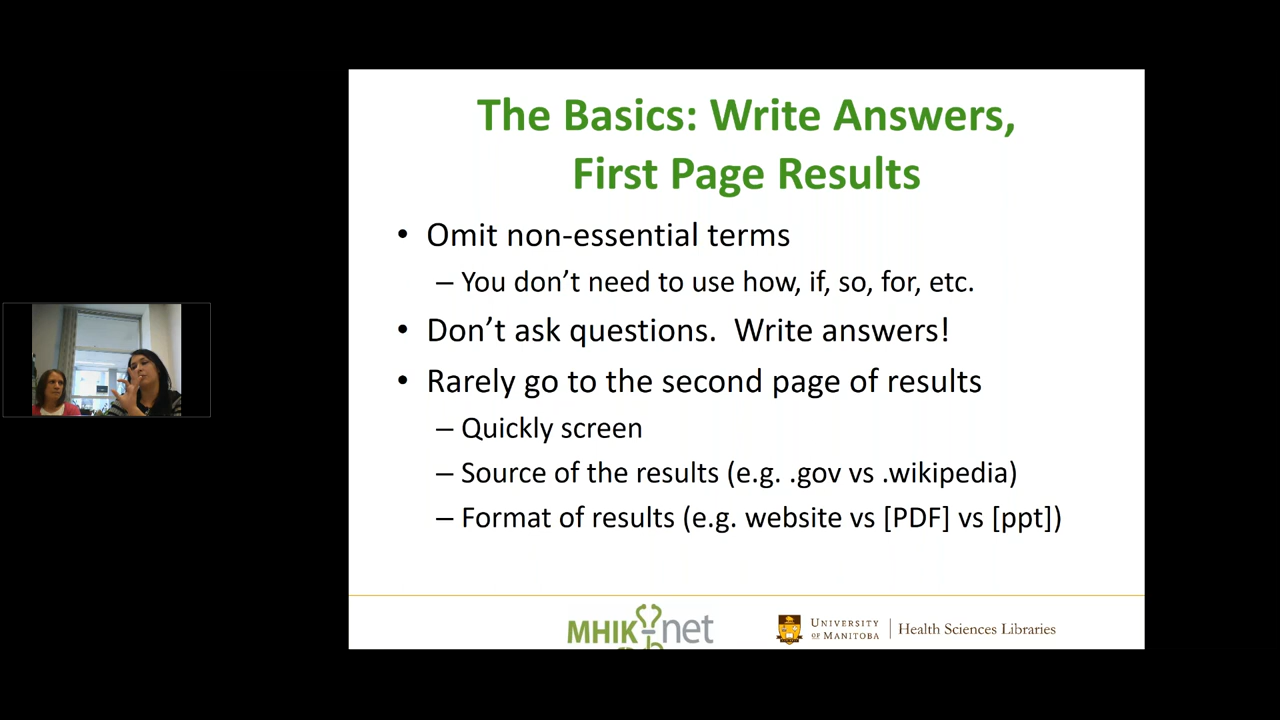 The Basics: Write Answers,
First Page Results
• Omit non-essential terms
– You don’t need to use how, if, so, for, etc.
• Don’t ask questions.  Write answers!
• Rarely go to the second page of results
– Quickly screen
– Source of the results (e.g. .gov vs .wikipedia)
– Format of results (e.g. website vs [PDF] vs [ppt])
MHIK-net
UNIVERSITY
OF MANITOBA
Health Sciences Libraries